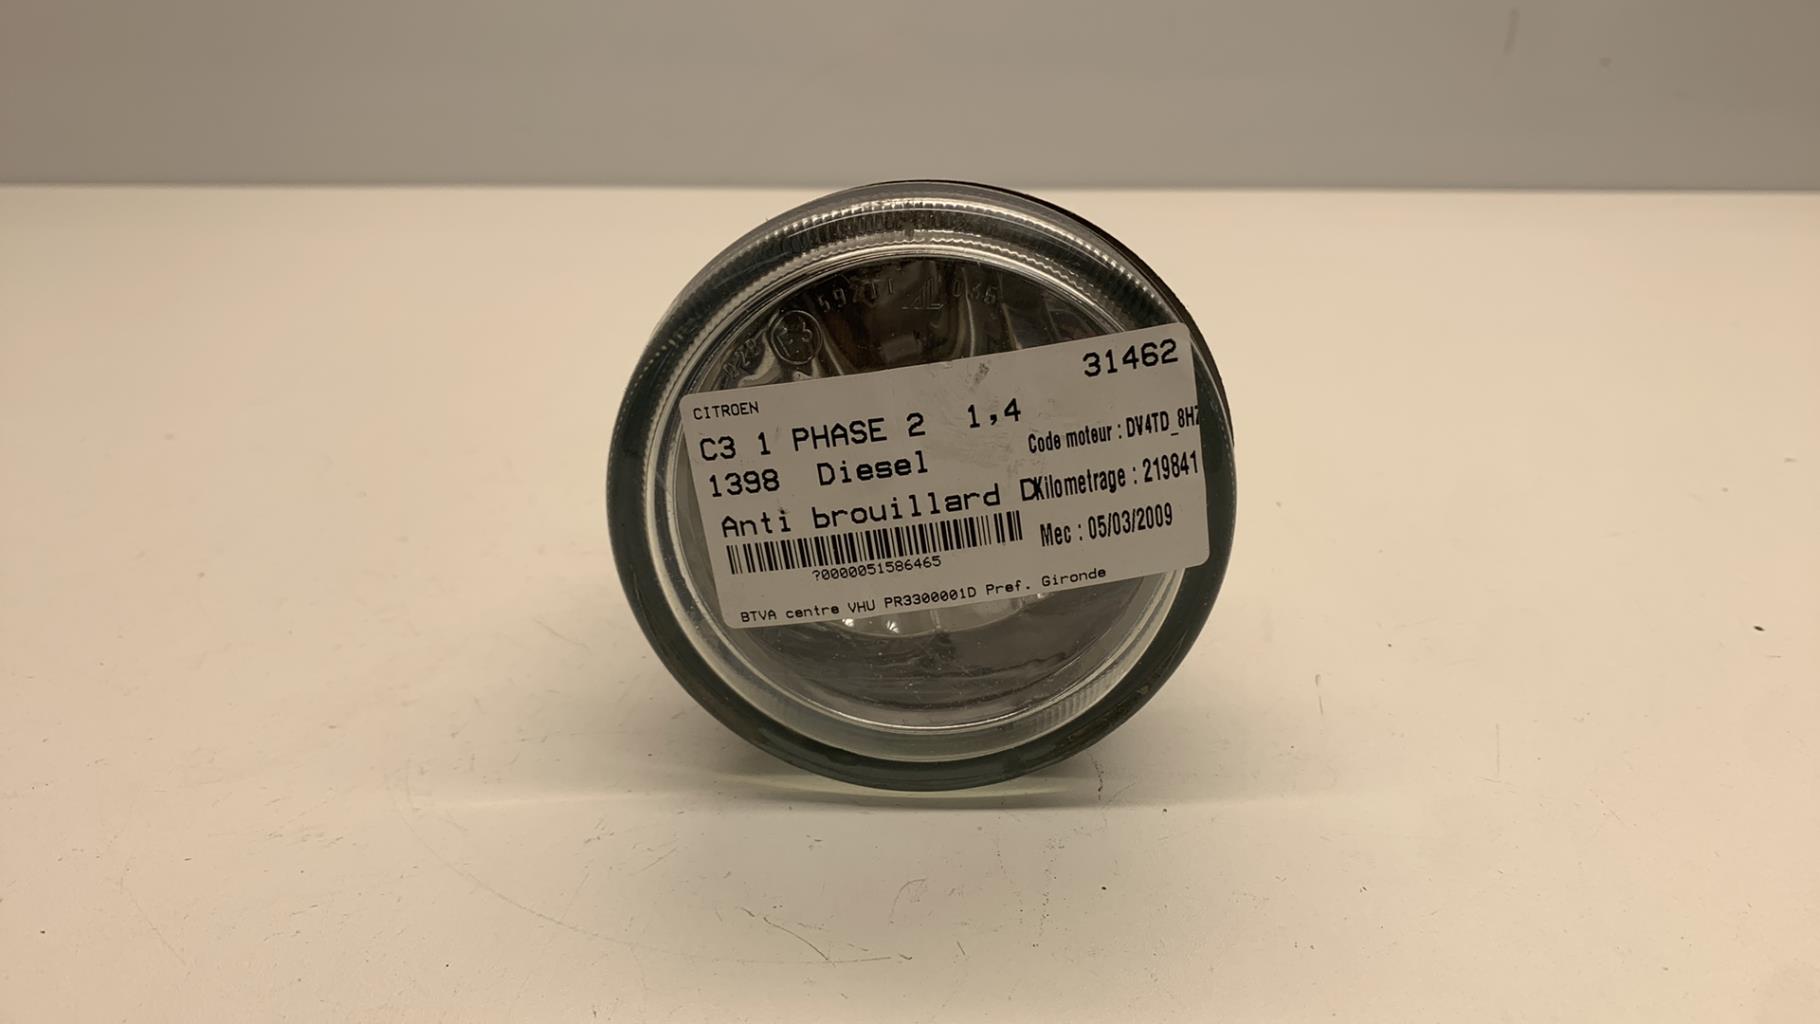 CITROEN
31462
C3 1 PHASE 2 1,4
1398 Diesel
Anti brouillard D
Code moteur : DV4TD_8HZ
Kilometrage : 219841
Mec : 05/03/2009
?0000051586465
BTVA centre VHU PR3300001D Pref. Gironde